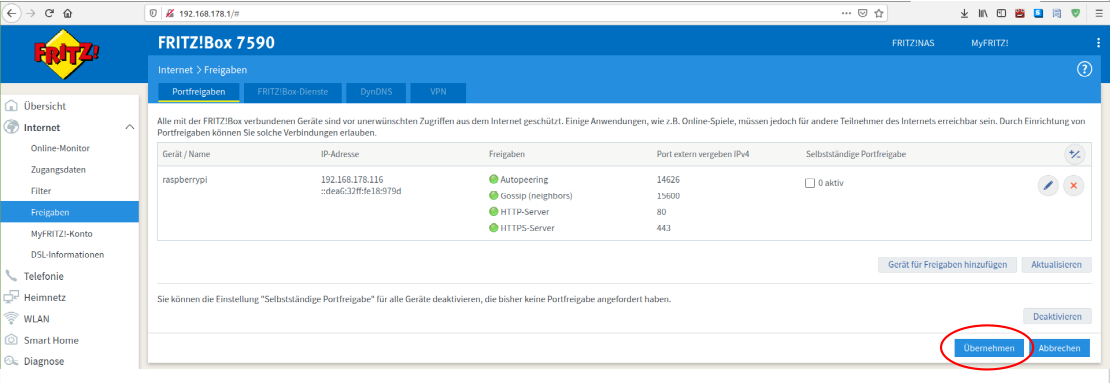 192.168.178.1/#
FRITZ!
FRITZ!Box 7590
FRITZ!NAS
MyFRITZ!
Internet > Freigaben
Portfreigaben
FRITZ!Box-Dienste
DynDNS
VPN
Übersicht
Internet
Online-Monitor
Zugangsdaten
Filter
Freigaben
MyFRITZ!-Konto
DSL-Informationen
Telefonie
Heimnetz
WLAN
Smart Home
Diagnose
Alle mit der FRITZ!Box verbundenen Geräte sind vor unerwünschten Zugriffen aus dem Internet geschützt. Einige Anwendungen, wie z.B. Online-Spiele, müssen jedoch für andere Teilnehmer des Internets erreichbar sein. Durch Einrichtung von
Portfreigaben können Sie solche Verbindungen erlauben.
Gerät / Name IP-Adresse Freigaben Port extern vergeben IPv4 Selbstständige Portfreigabe
raspberrypi 192.168.178.116 Autopeering 14626 0 aktiv
::dea6:32ff:fe18:979d Gossip (neighbors) 15600
HTTP-Server 80
HTTPS-Server 443
Gerät für Freigaben hinzufügen Aktualisieren
Sie können die Einstellung "Selbstständige Portfreigabe" für alle Geräte deaktivieren, die bisher keine Portfreigabe angefordert haben.
Deaktivieren
Übernehmen Abbrechen